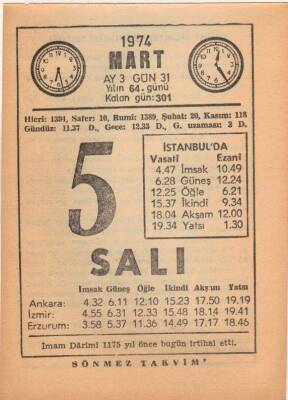 1974
MART
AY 3 GÜN 31
Yılın 64. günü
Kalan gün: 301
Hicri: 1394, Safer: 10, Rumi: 1389, Şubat: 20, Kasım: 118
Gündüz: 11.37 D., Gece: 12.33 D., G. uzaması: 3 D.
5
İSTANBUL'DA
Vasati Ezani
4.47 İmsak 10.49
6.28 Güneş 12.24
12.25 Öğle 6.21
15.37 İkindi 9.34
18.04 Akşam 12.00
19.34 Yatsı 1.30
SALI
İmsak Güneş Öğle İkindi Akşam Yatsı
Ankara: 4.32 6.11 12.10 15.23 17.50 19.19
İzmir: 4.55 6.31 12.33 15.48 18.14 19.41
Erzurum: 3.58 5.37 11.36 14.49 17.17 18.46
İmam Dârimi 1175 yıl önce bugün irtihal etti.
SÖNMEZ TAKVİM'